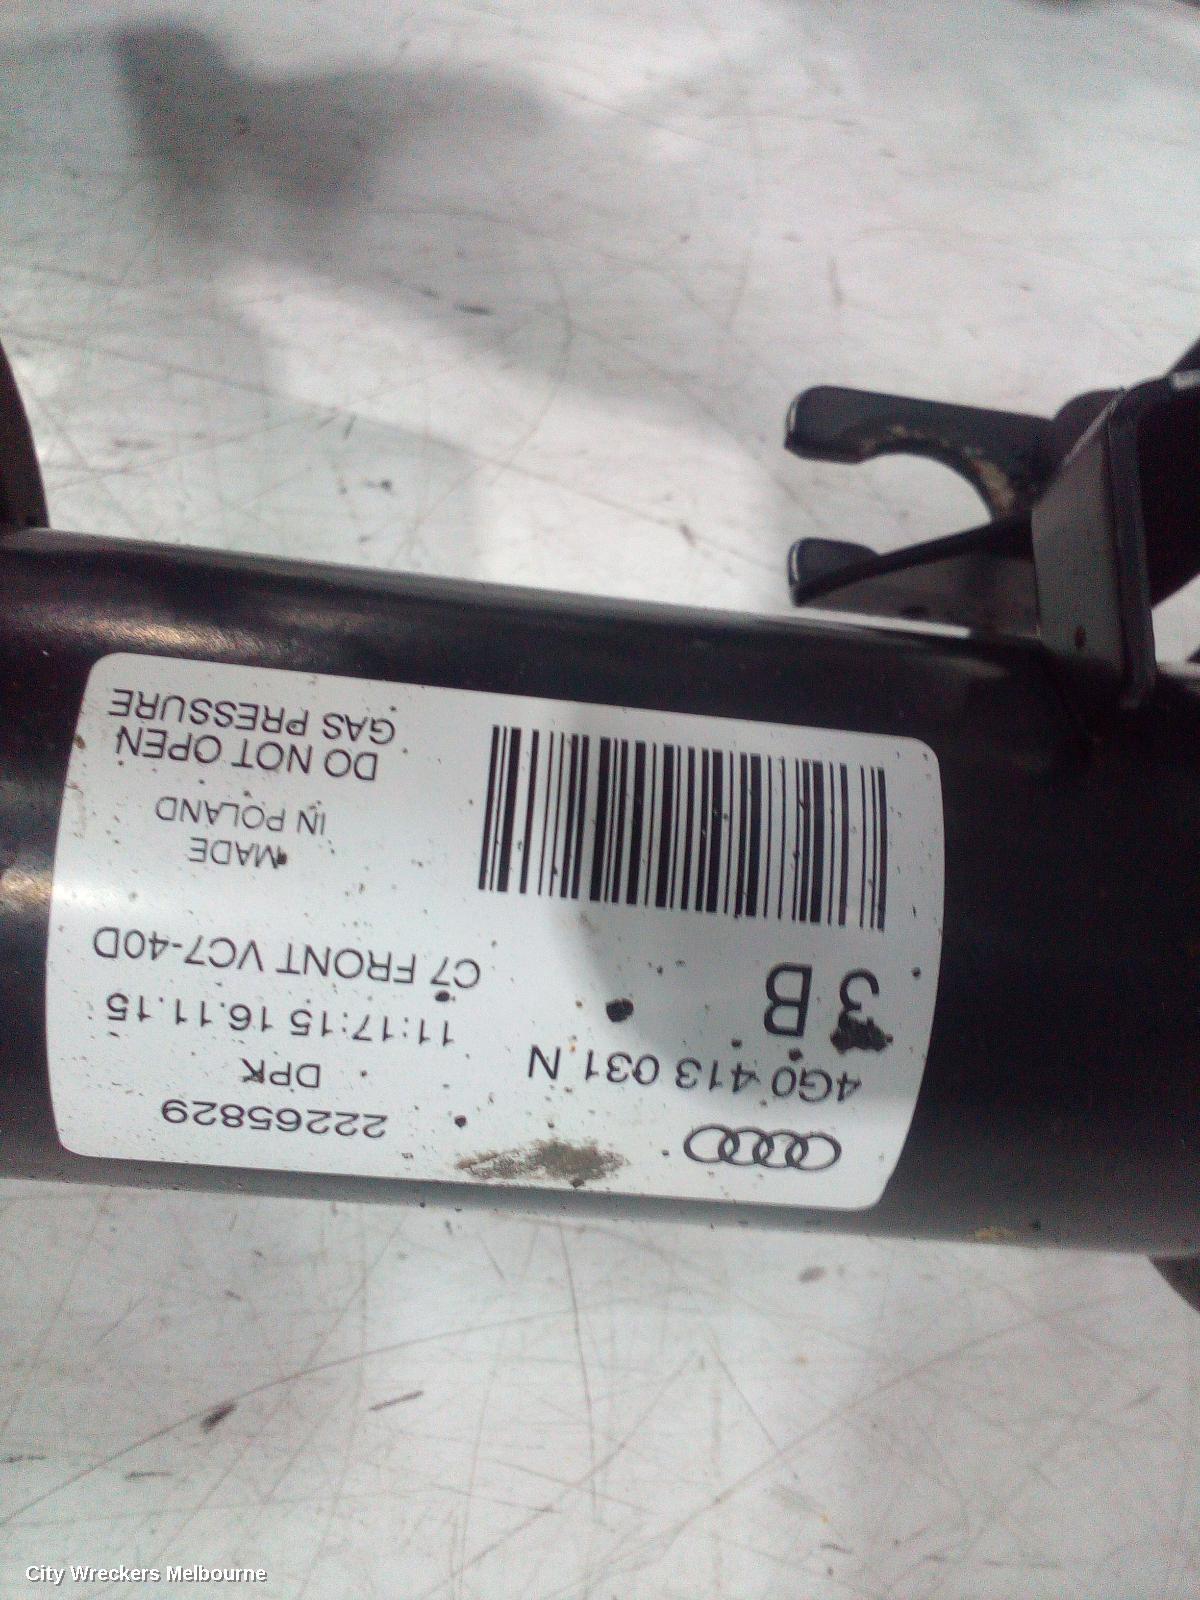 22265829
DPK
11:17:15 16.11.15
C7 FRONT VC7-40D
MADE
IN POLAND
DO NOT OPEN
GAS PRESSURE
4G0 413 031 N
3 B
City Wreckers Melbourne